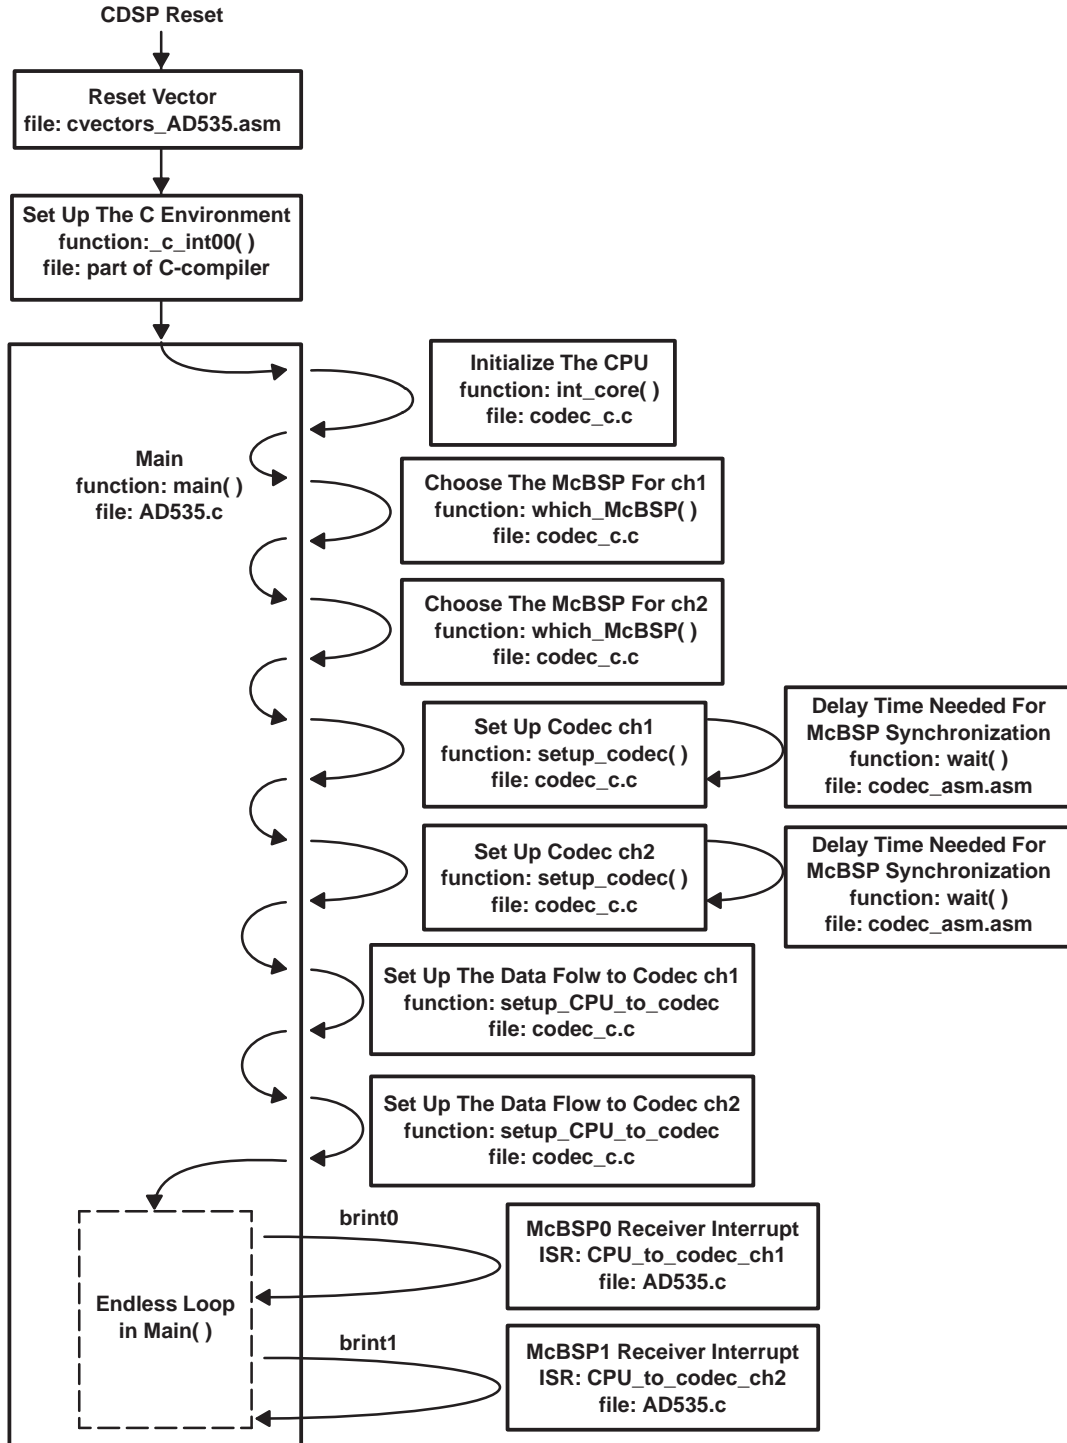 CDSP Reset
Reset Vector
file: cvectors_AD535.asm
Set Up The C Environment
function:_c_int00( )
file: part of C-compiler
Initialize The CPU
function: int_core( )
file: codec_c.c
Main
function: main( )
file: AD535.c
Choose The McBSP For ch1
function: which_McBSP( )
file: codec_c.c
Choose The McBSP For ch2
function: which_McBSP( )
file: codec_c.c
Set Up Codec ch1
function: setup_codec( )
file: codec_c.c
Delay Time Needed For
McBSP Synchronization
function: wait( )
file: codec_asm.asm
Set Up Codec ch2
function: setup_codec( )
file: codec_c.c
Delay Time Needed For
McBSP Synchronization
function: wait( )
file: codec_asm.asm
Set Up The Data Folw to Codec ch1
function: setup_CPU_to_codec
file: codec_c.c
Set Up The Data Flow to Codec ch2
function: setup_CPU_to_codec
file: codec_c.c
brint0
McBSP0 Receiver Interrupt
ISR: CPU_to_codec_ch1
file: AD535.c
Endless Loop
in Main( )
brint1
McBSP1 Receiver Interrupt
ISR: CPU_to_codec_ch2
file: AD535.c